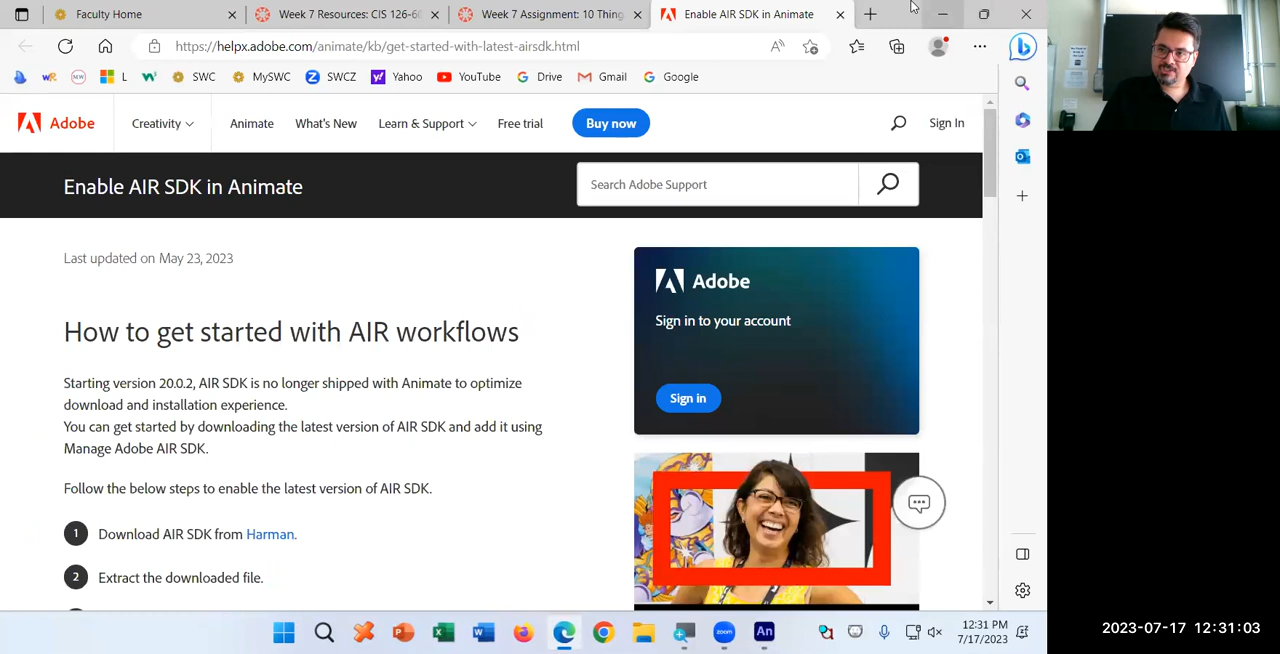 Faculty Home
Week 7 Resources: CIS 126-60
Week 7 Assignment: 10 Thing
Enable AIR SDK in Animate
https://helpx.adobe.com/animate/kb/get-started-with-latest-airsdk.html
L
SWC
MySWC
SWCZ
Yahoo
YouTube
Drive
Gmail
Google
Adobe
Creativity
Animate
What's New
Learn & Support
Free trial
Buy now
Sign In
Enable AIR SDK in Animate
Search Adobe Support
Last updated on May 23, 2023
Adobe
Sign in to your account
Sign in
How to get started with AIR workflows
Starting version 20.0.2, AIR SDK is no longer shipped with Animate to optimize
download and installation experience.
You can get started by downloading the latest version of AIR SDK and add it using
Manage Adobe AIR SDK.
Follow the below steps to enable the latest version of AIR SDK.
1 Download AIR SDK from Harman.
2 Extract the downloaded file.
zoom
An
12:31 PM
7/17/2023
2023-07-17 12:31:03